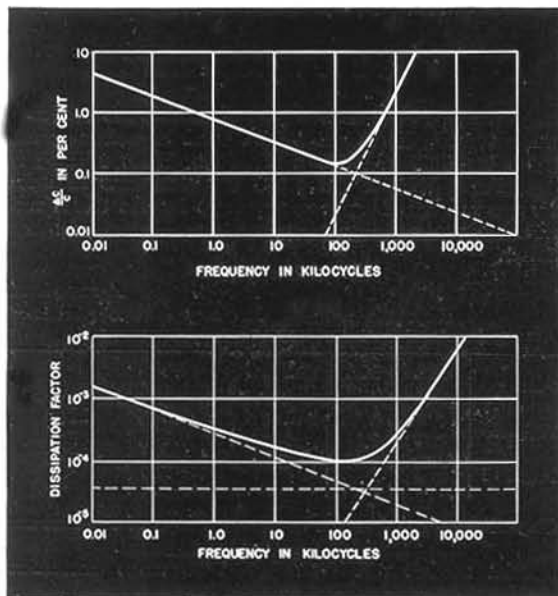 .10
1.0
0.1
0.01
ΔC/C IN PER CENT
0.01 0.1 1.0 10 100 1,000 10,000
FREQUENCY IN KILOCYCLES
10⁻²
10⁻³
10⁻⁴
10⁻⁵
DISSIPATION FACTOR
0.01 0.1 1.0 10 100 1,000 10,000
FREQUENCY IN KILOCYCLES